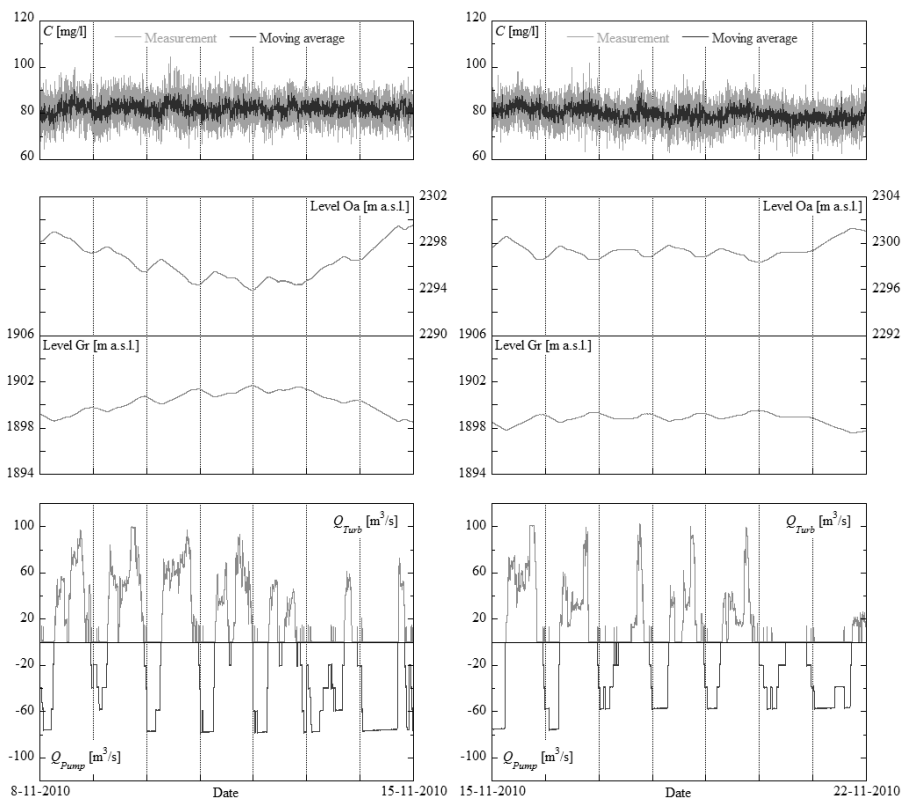 120
C [mg/l]
Measurement
Moving average
100
80
60
120
C [mg/l]
Measurement
Moving average
100
80
60
Level Oa [m a.s.l.]
2302
2298
2294
2290
1906
Level Gr [m a.s.l.]
1902
1898
1894
Level Oa [m a.s.l.]
2304
2300
2296
2292
1906
Level Gr [m a.s.l.]
1902
1898
1894
100
Q_Turb [m³/s]
60
20
-20
-60
-100
Q_Pump [m³/s]
8-11-2010
Date
15-11-2010
100
Q_Turb [m³/s]
60
20
-20
-60
-100
Q_Pump [m³/s]
15-11-2010
Date
22-11-2010